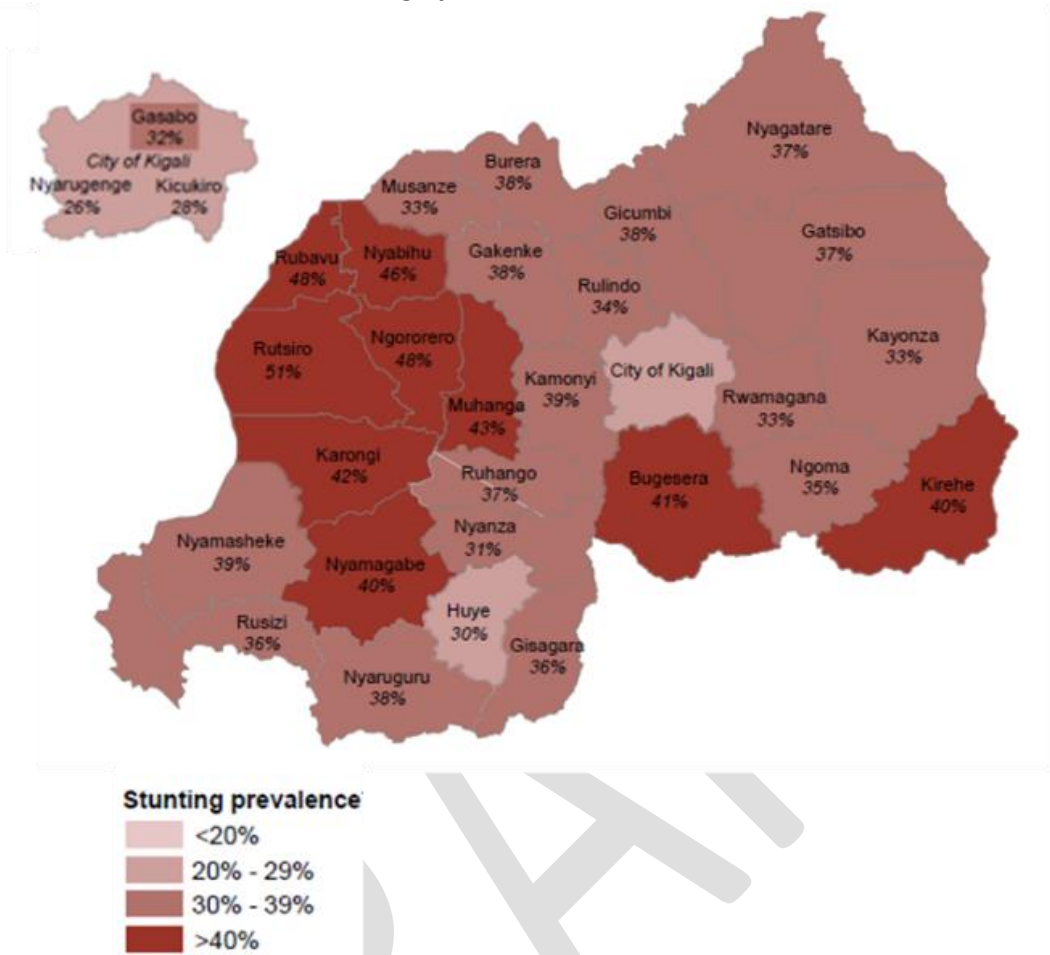 Gasabo
32%
City of Kigali
Nyarugenge
26%
Kicukiro
28%
Nyagatare
37%
Burera
38%
Musanze
33%
Gicumbi
38%
Gatsibo
37%
Rubavu
48%
Nyabihu
46%
Gakenke
38%
Rulindo
34%
Rutsiro
51%
Ngororero
48%
Kayonza
33%
City of Kigali
Kamonyi
39%
Muhanga
43%
Rwamagana
33%
Karongi
42%
Ruhango
37%
Bugesera
41%
Ngoma
35%
Kirehe
40%
Nyanza
31%
Nyamasheke
39%
Nyamagabe
40%
Huye
30%
Rusizi
36%
Gisagara
36%
Nyaruguru
38%
Stunting prevalence
<20%
20% - 29%
30% - 39%
>40%